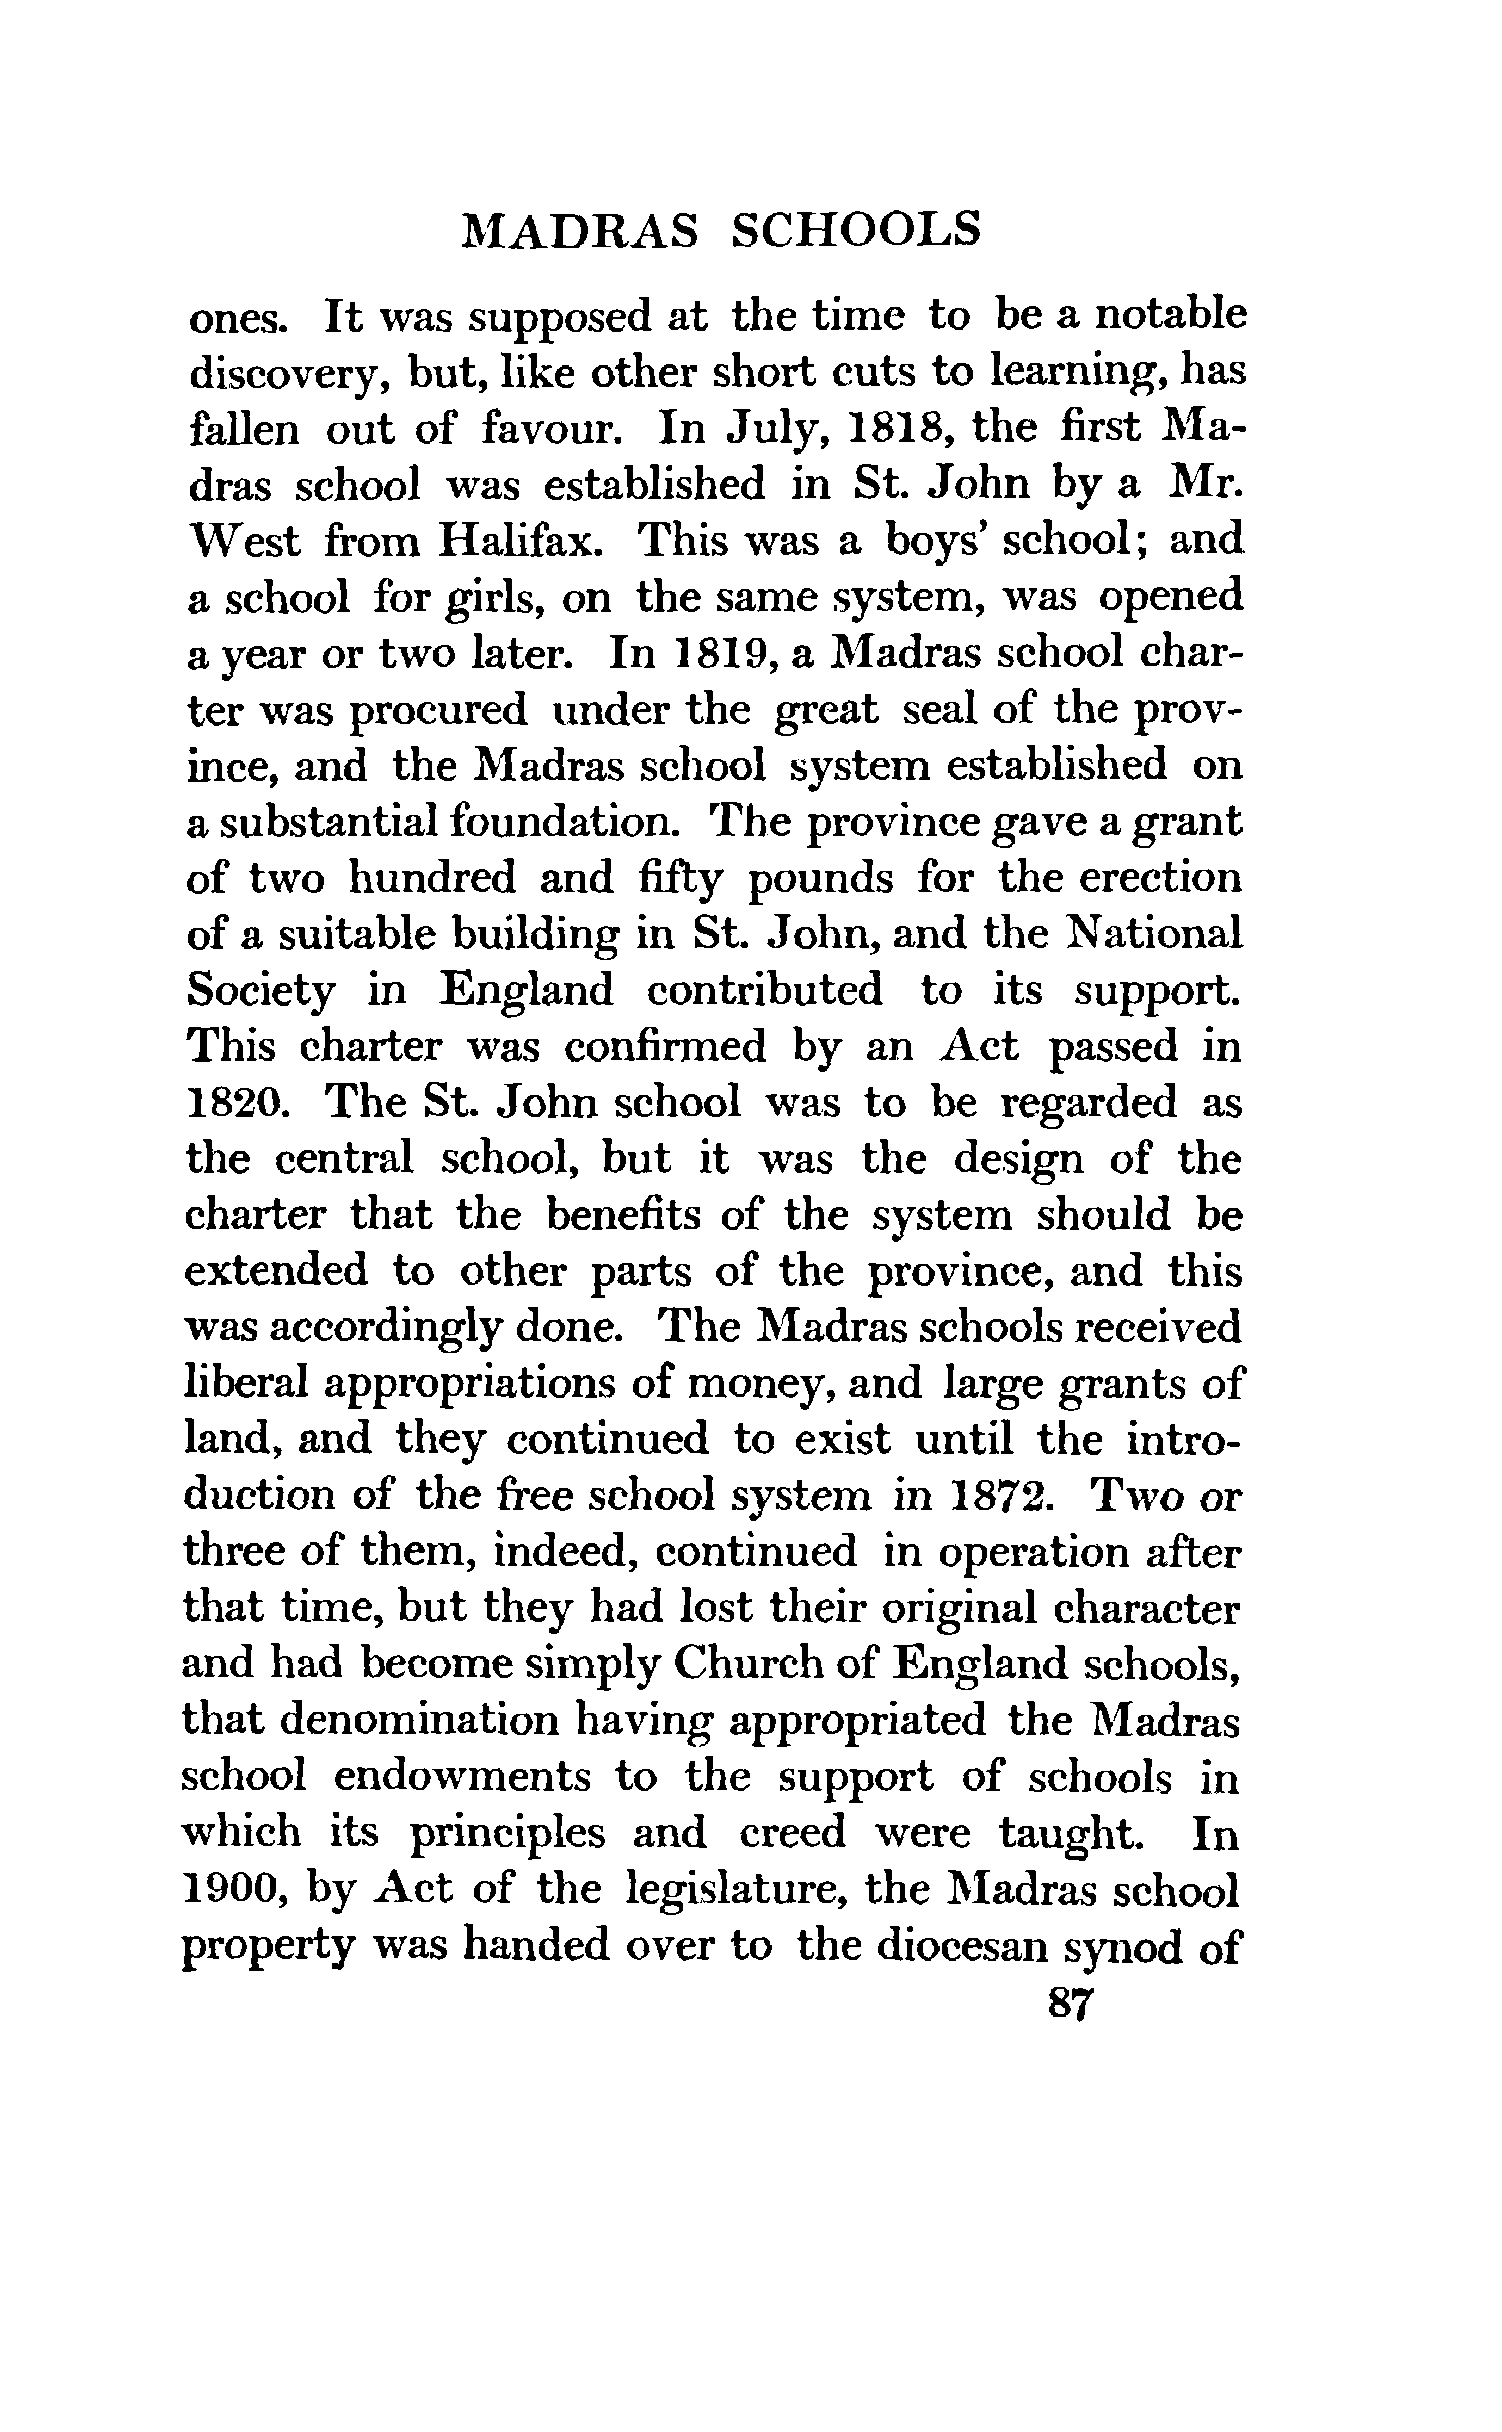 MADRAS SCHOOLS
ones. It was supposed at the time to be a notable
discovery, but, like other short cuts to learning, has
fallen out of favour. In July, 1818, the first Ma-
dras school was established in St. John by a Mr.
West from Halifax. This was a boys' school; and
a school for girls, on the same system, was opened
a year or two later. In 1819, a Madras school char-
ter was procured under the great seal of the prov-
ince, and the Madras school system established on
a substantial foundation. The province gave a grant
of two hundred and fifty pounds for the erection
of a suitable building in St. John, and the National
Society in England contributed to its support.
This charter was confirmed by an Act passed in
1820. The St. John school was to be regarded as
the central school, but it was the design of the
charter that the benefits of the system should be
extended to other parts of the province, and this
was accordingly done. The Madras schools received
liberal appropriations of money, and large grants of
land, and they continued to exist until the intro-
duction of the free school system in 1872. Two or
three of them, indeed, continued in operation after
that time, but they had lost their original character
and had become simply Church of England schools,
that denomination having appropriated the Madras
school endowments to the support of schools in
which its principles and creed were taught. In
1900, by Act of the legislature, the Madras school
property was handed over to the diocesan synod of
87